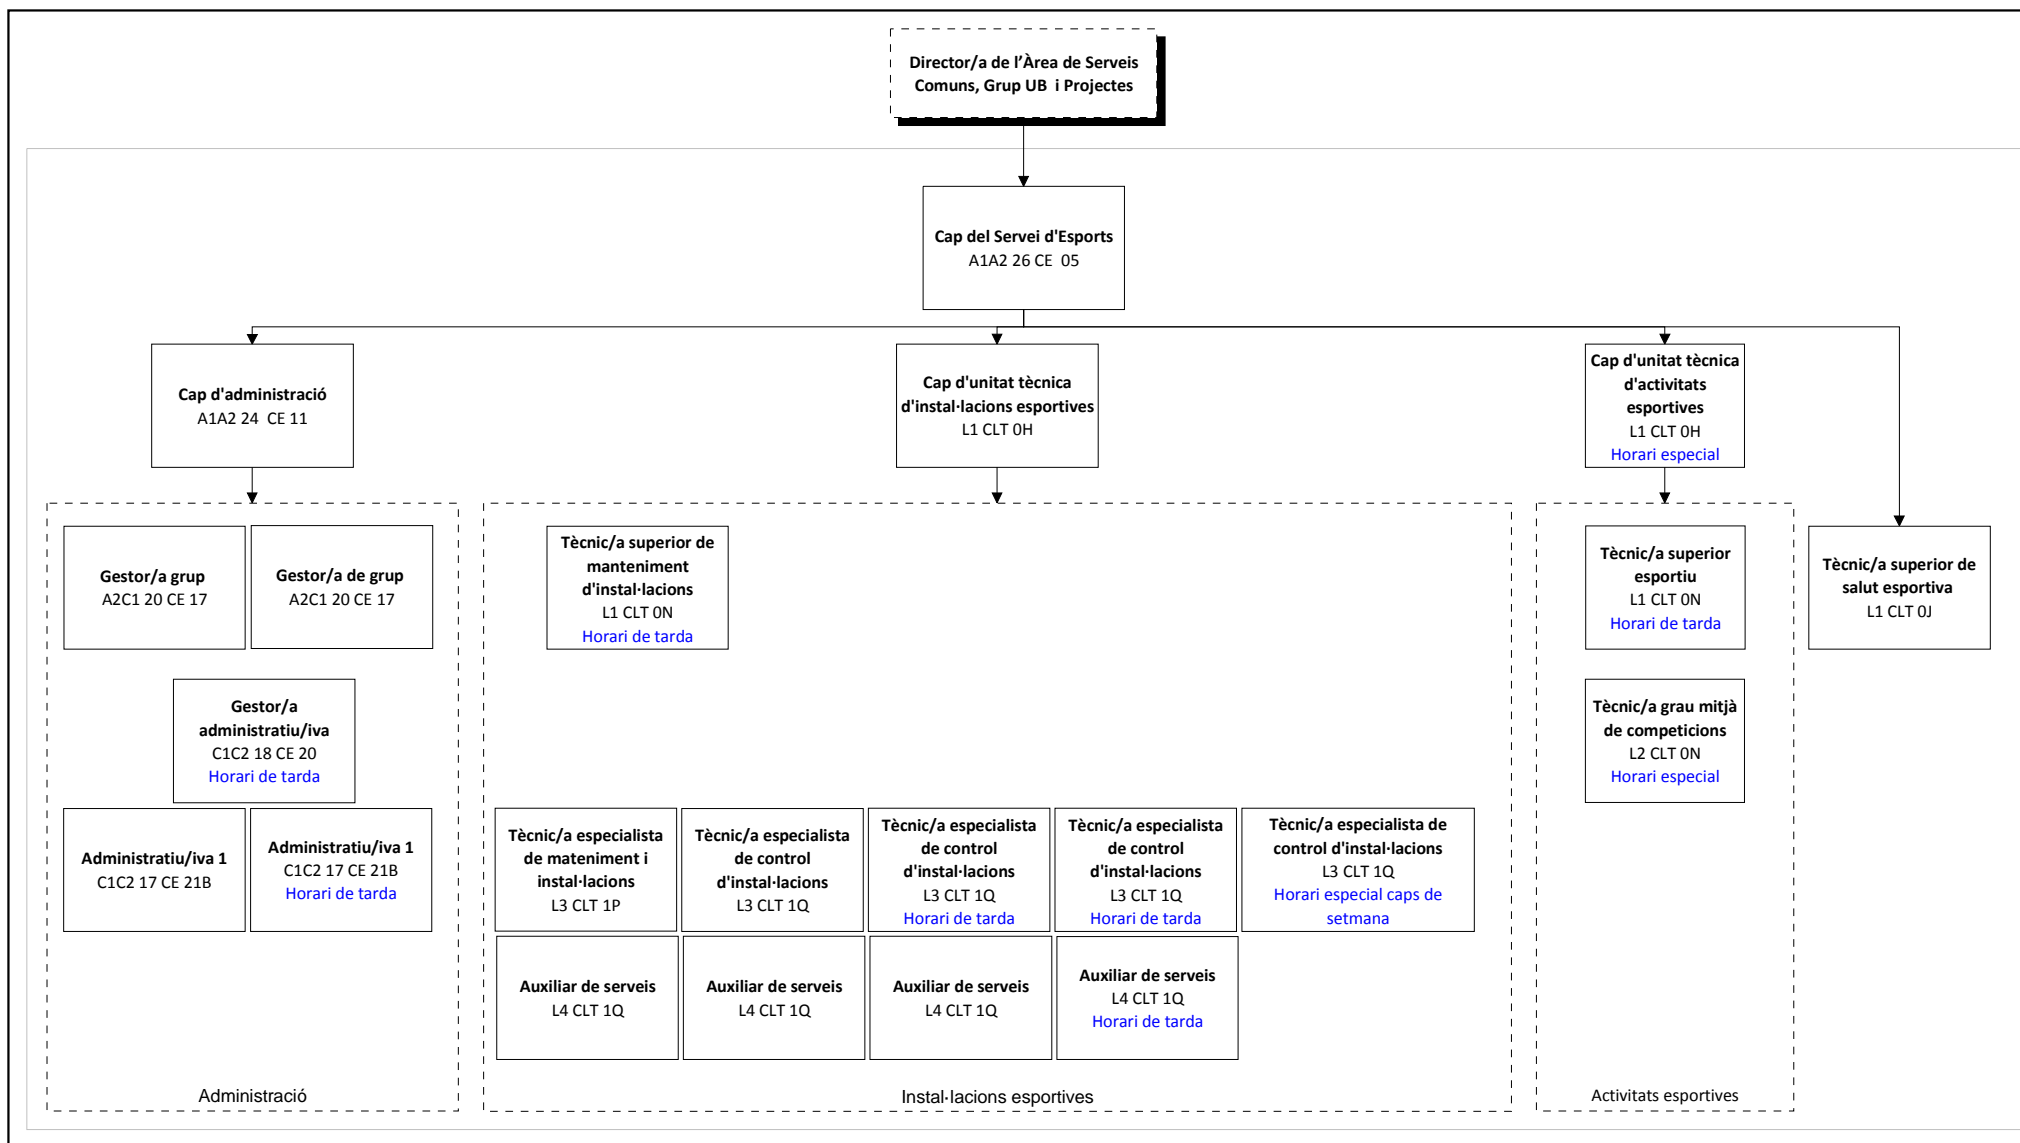 Director/a de l'Àrea de Serveis
Comuns, Grup UB i Projectes
Cap del Servei d'Esports
A1A2 26 CE 05
Cap d'administració
A1A2 24 CE 11
Cap d'unitat tècnica
d'instal·lacions esportives
L1 CLT 0H
Cap d'unitat tècnica
d'activitats
esportives
L1 CLT 0H
Horari especial
Gestor/a grup
A2C1 20 CE 17
Gestor/a de grup
A2C1 20 CE 17
Gestor/a
administratiu/iva
C1C2 18 CE 20
Horari de tarda
Administratiu/iva 1
C1C2 17 CE 21B
Administratiu/iva 1
C1C2 17 CE 21B
Horari de tarda
Administració
Tècnic/a superior de
manteniment
d'instal·lacions
L1 CLT 0N
Horari de tarda
Tècnic/a especialista
de mateniment i
instal·lacions
L3 CLT 1P
Tècnic/a especialista
de control
d'instal·lacions
L3 CLT 1Q
Tècnic/a especialista
de control
d'instal·lacions
L3 CLT 1Q
Horari de tarda
Tècnic/a especialista
de control
d'instal·lacions
L3 CLT 1Q
Horari de tarda
Tècnic/a especialista de
control d'instal·lacions
L3 CLT 1Q
Horari especial caps de
setmana
Auxiliar de serveis
L4 CLT 1Q
Auxiliar de serveis
L4 CLT 1Q
Auxiliar de serveis
L4 CLT 1Q
Auxiliar de serveis
L4 CLT 1Q
Horari de tarda
Instal·lacions esportives
Tècnic/a superior
esportiu
L1 CLT 0N
Horari de tarda
Tècnic/a grau mitjà
de competicions
L2 CLT 0N
Horari especial
Activitats esportives
Tècnic/a superior de
salut esportiva
L1 CLT 0J